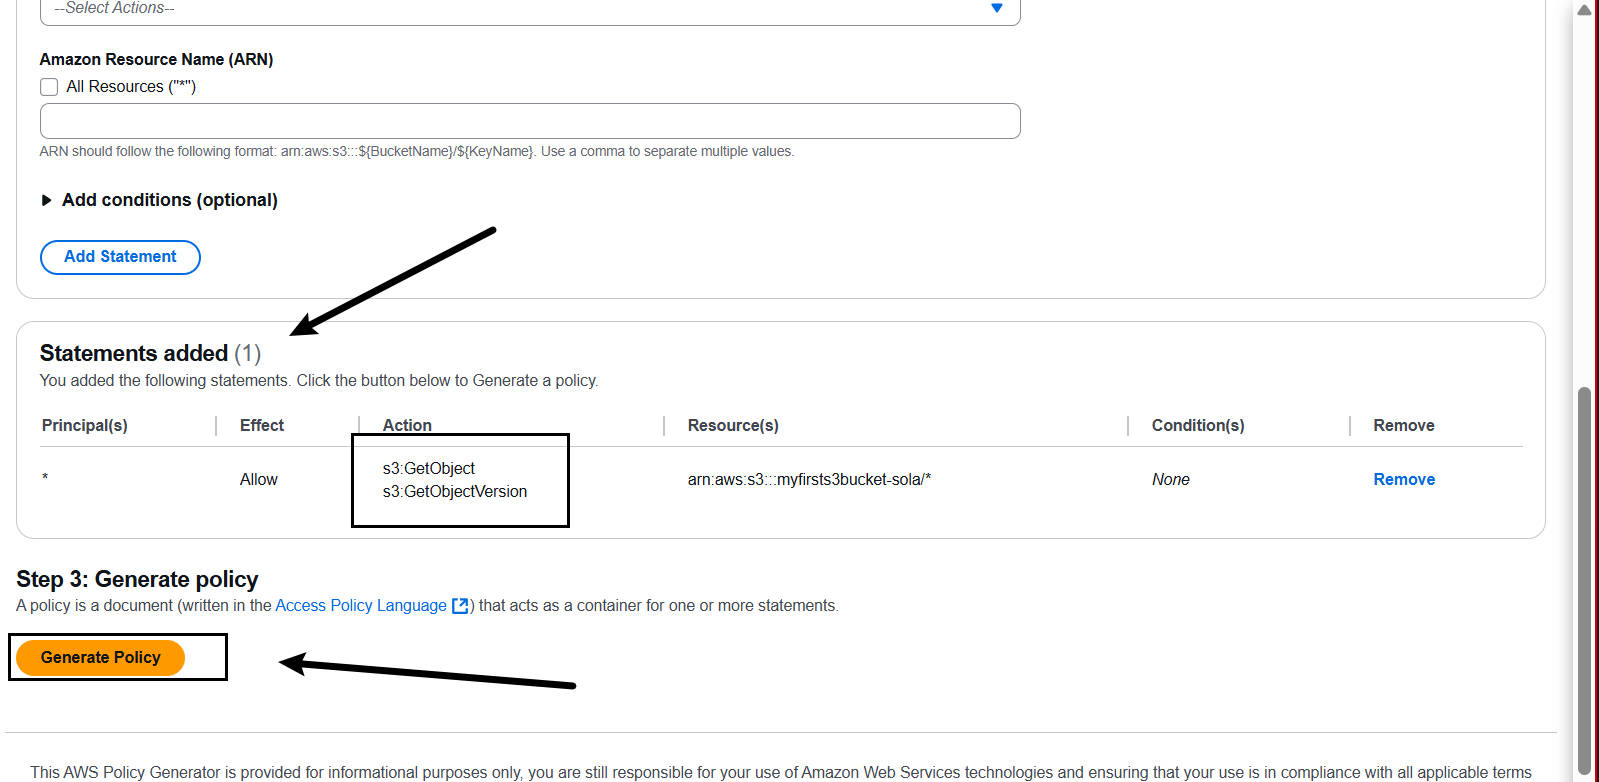 --Select Actions--
Amazon Resource Name (ARN)
All Resources ("*")
ARN should follow the following format: arn:aws:s3:::${BucketName}/${KeyName}. Use a comma to separate multiple values.
Add conditions (optional)
Add Statement
Statements added (1)
You added the following statements. Click the button below to Generate a policy.
Principal(s) Effect Action Resource(s) Condition(s) Remove
* Allow s3:GetObject arn:aws:s3:::myfirsts3bucket-sola/* None Remove
s3:GetObjectVersion
Step 3: Generate policy
A policy is a document (written in the Access Policy Language ) that acts as a container for one or more statements.
Generate Policy
This AWS Policy Generator is provided for informational purposes only, you are still responsible for your use of Amazon Web Services technologies and ensuring that your use is in compliance with all applicable terms